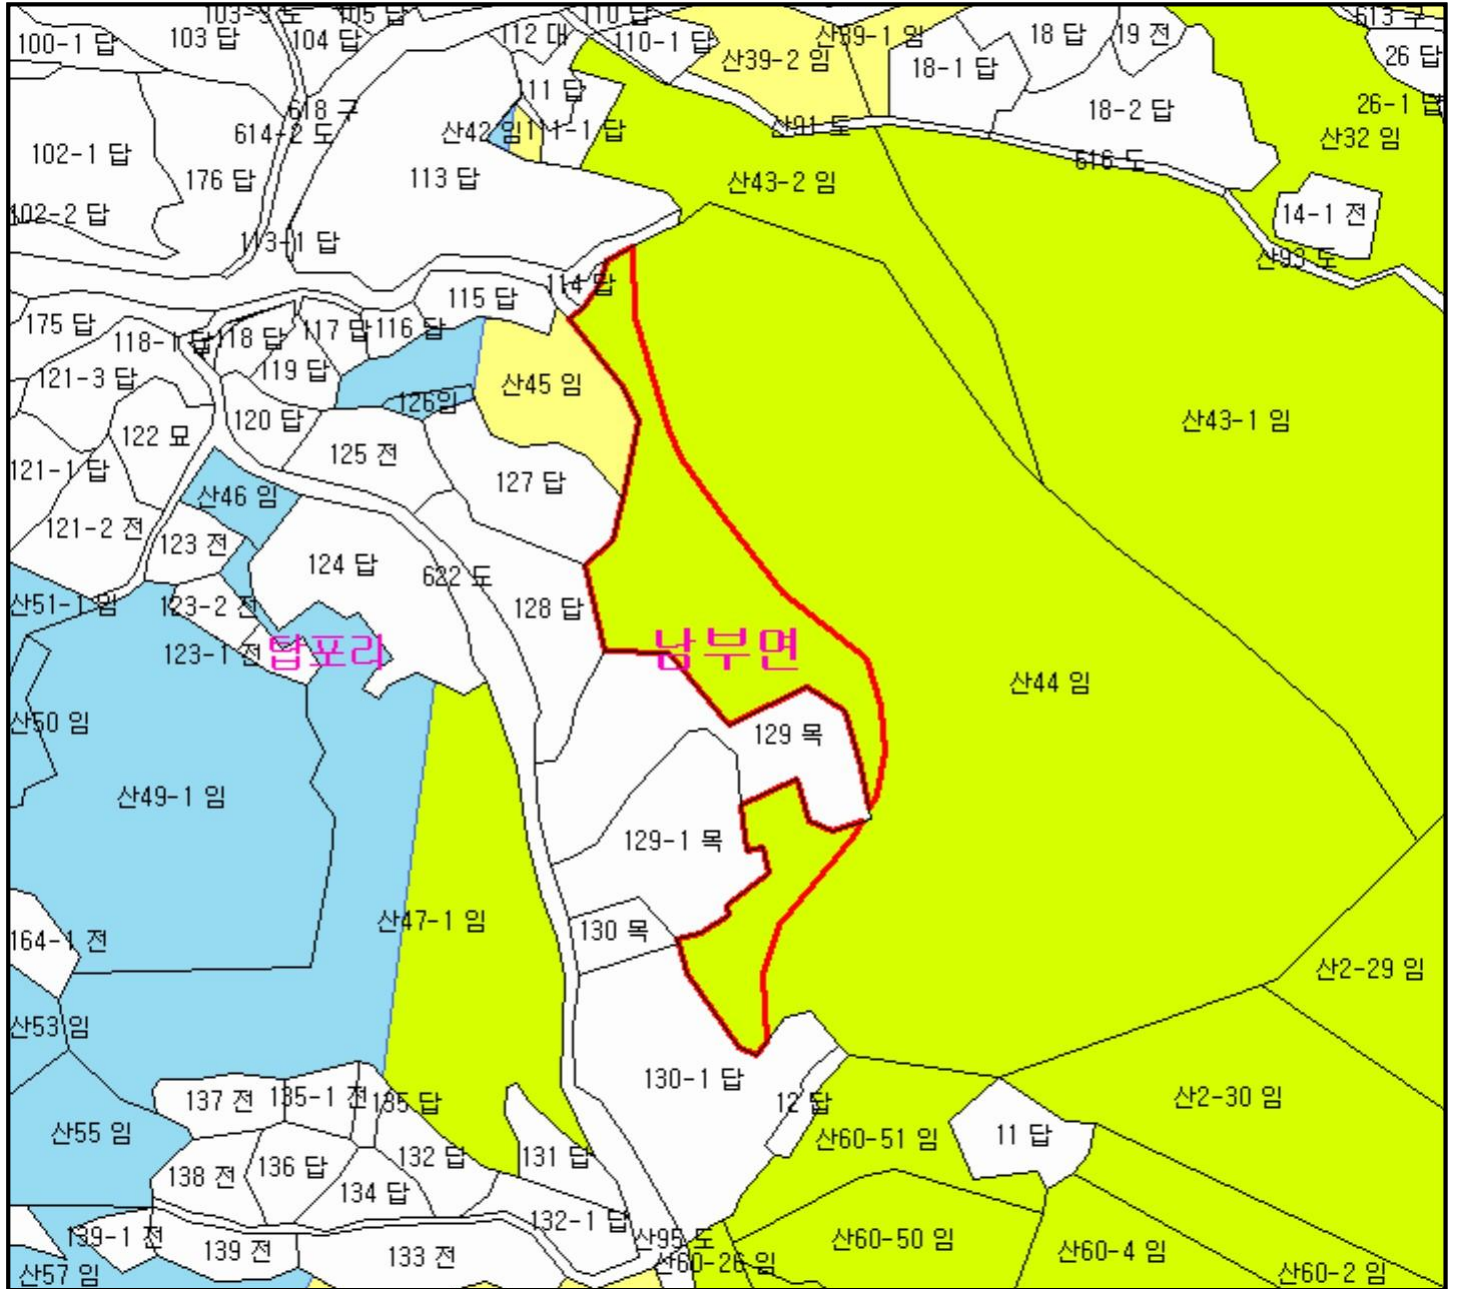 103-3 도
105 답
110 답
613 구
100-1 답
103 답
104 답
112 대
110-1 답
산39-2 임
산39-1 임
18 답
19 전
18-1 답
26 답
111 답
618 구
614-2 도
산42 임
111-1 답
산91 도
18-2 답
26-1 답
산32 임
102-1 답
176 답
113 답
산43-2 임
616 도
102-2 답
113-1 답
14-1 전
산93 도
114 답
115 답
175 답
118-1 답
118 답
117 답
116 답
119 답
121-3 답
126임
산45 임
120 답
산43-1 임
122 묘
125 전
121-1 답
127 답
산46 임
121-2 전
123 전
124 답
622 도
산51-1 임
123-2 전
128 답
123-1 전
탑포리
남부면
산44 임
산50 임
129 목
산49-1 임
129-1 목
산47-1 임
130 목
164-1 전
산2-29 임
산53 임
130-1 답
137 전
135-1 전
135 답
12 답
산2-30 임
산55 임
산60-51 임
11 답
138 전
136 답
132 답
131 답
134 답
132-1 답
139-1 전
139 전
133 전
산95 도
산60-50 임
산60-4 임
산60-26 임
산57 임
산60-2 임